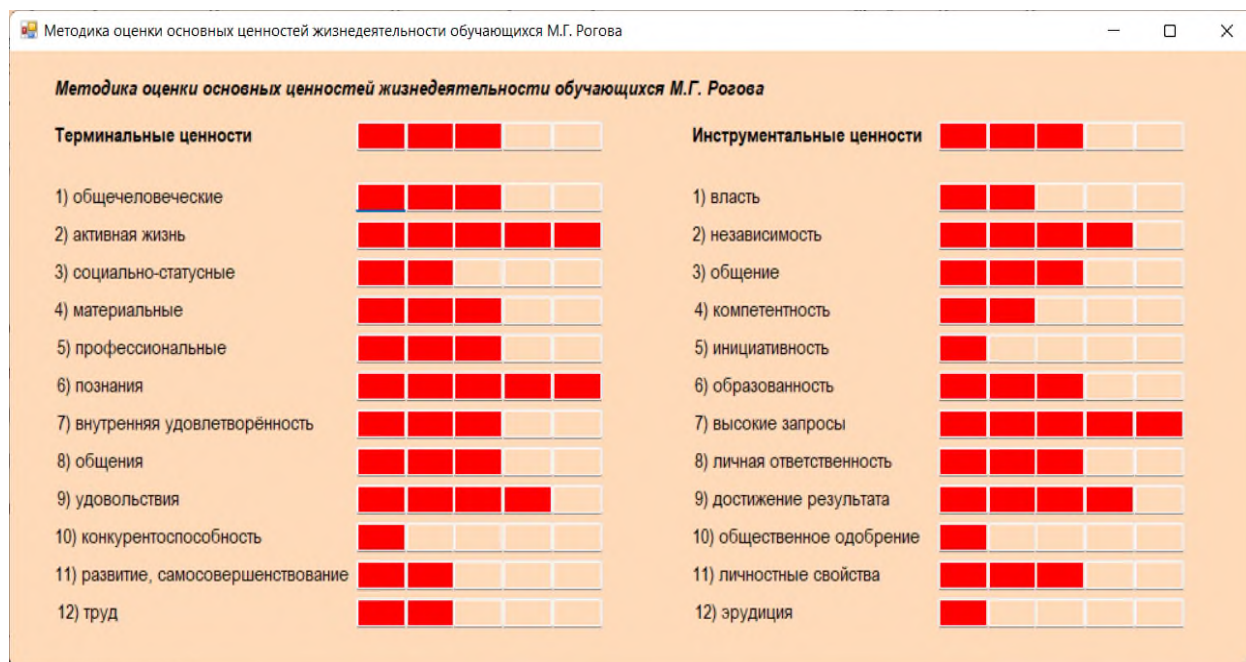 Методика оценки основных ценностей жизнедеятельности обучающихся М.Г. Рогова
Методика оценки основных ценностей жизнедеятельности обучающихся М.Г. Рогова
Терминальные ценности
1) общечеловеческие
2) активная жизнь
3) социально-статусные
4) материальные
5) профессиональные
6) познания
7) внутренняя удовлетворённость
8) общения
9) удовольствия
10) конкурентоспособность
11) развитие, самосовершенствование
12) труд
Инструментальные ценности
1) власть
2) независимость
3) общение
4) компетентность
5) инициативность
6) образованность
7) высокие запросы
8) личная ответственность
9) достижение результата
10) общественное одобрение
11) личностные свойства
12) эрудиция